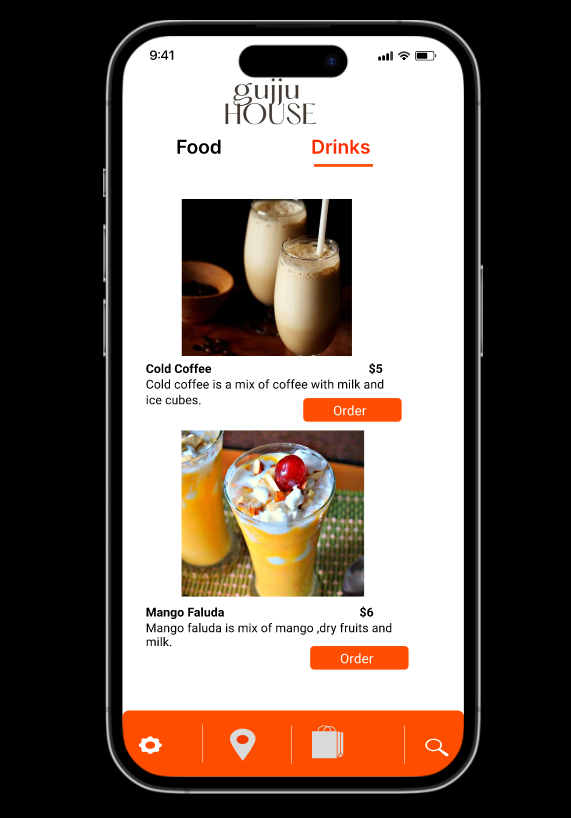 9:41
gujju
HOUSE
Food Drinks
Cold Coffee $5
Cold coffee is a mix of coffee with milk and
ice cubes.
Order
Mango Faluda $6
Mango faluda is mix of mango ,dry fruits and
milk.
Order